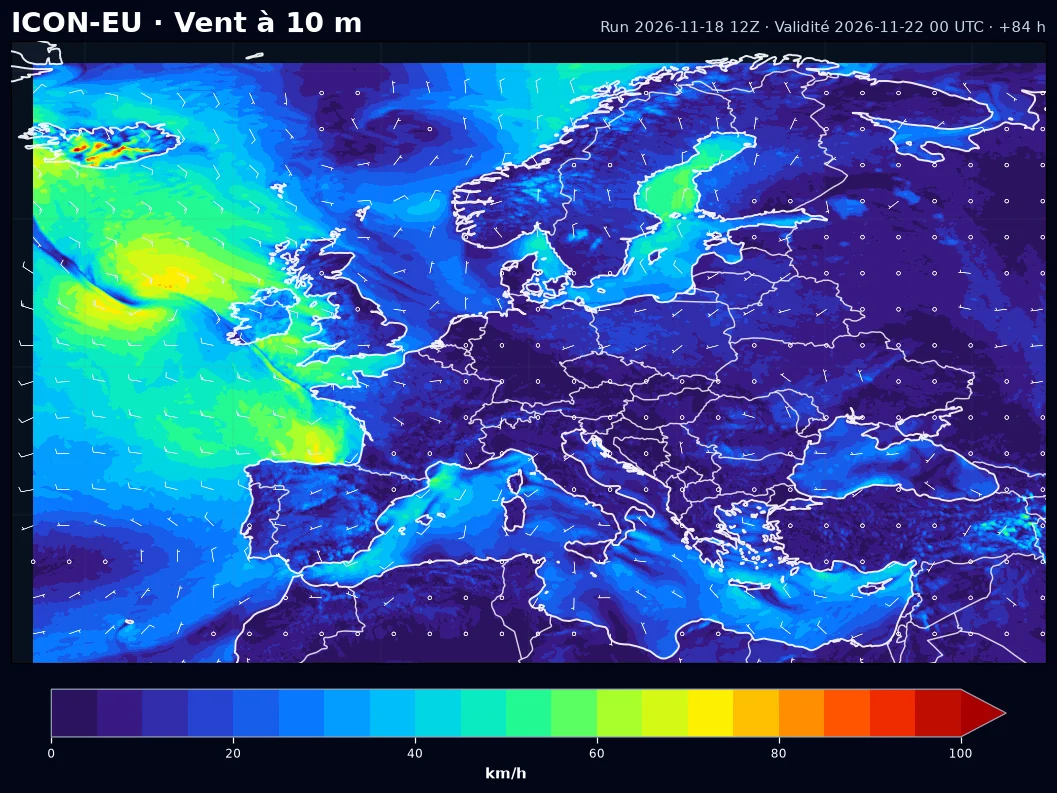 ICON-EU · Vent à 10 m
Run 2026-11-18 12Z · Validité 2026-11-22 00 UTC · +84 h
0 20 40 60 80 100
km/h